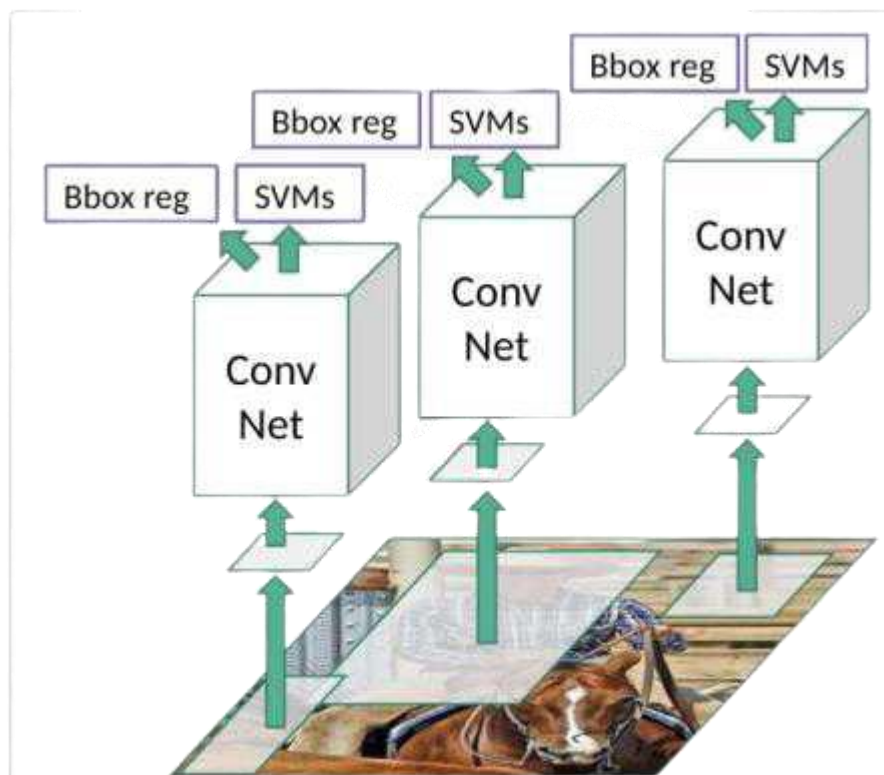 Bbox reg
SVMs
Bbox reg
SVMs
Bbox reg
SVMs
Conv
Net
Conv
Net
Conv
Net